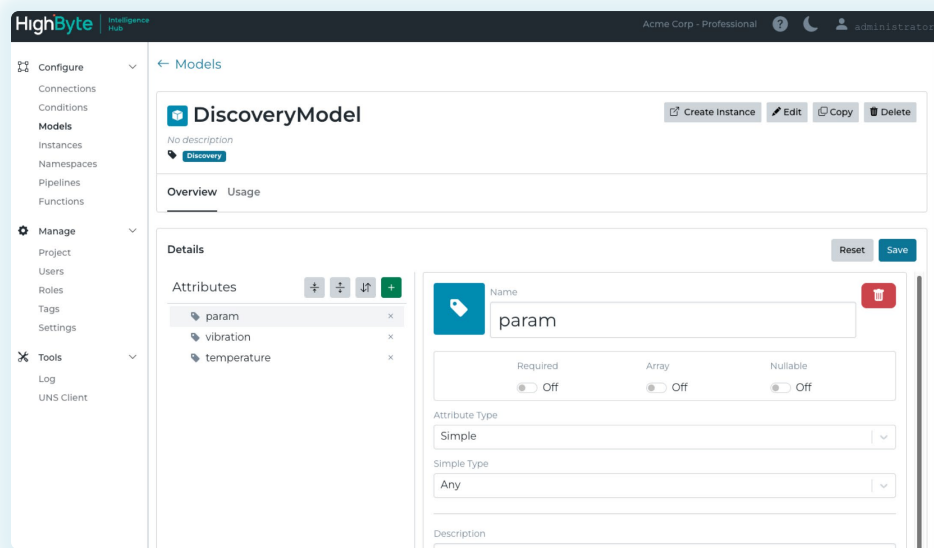 HighByte Intelligence Hub
Acme Corp - Professional ? administrator
Configure
Connections
Conditions
Models
Instances
Namespaces
Pipelines
Functions
Manage
Project
Users
Roles
Tags
Settings
Tools
Log
UNS Client
← Models
DiscoveryModel
Create Instance Edit Copy Delete
No description
Discovery
Overview Usage
Details
Reset Save
Attributes
+
param ×
vibration ×
temperature ×
Name
param
Required Array Nullable
Off Off Off
Attribute Type
Simple
Simple Type
Any
Description